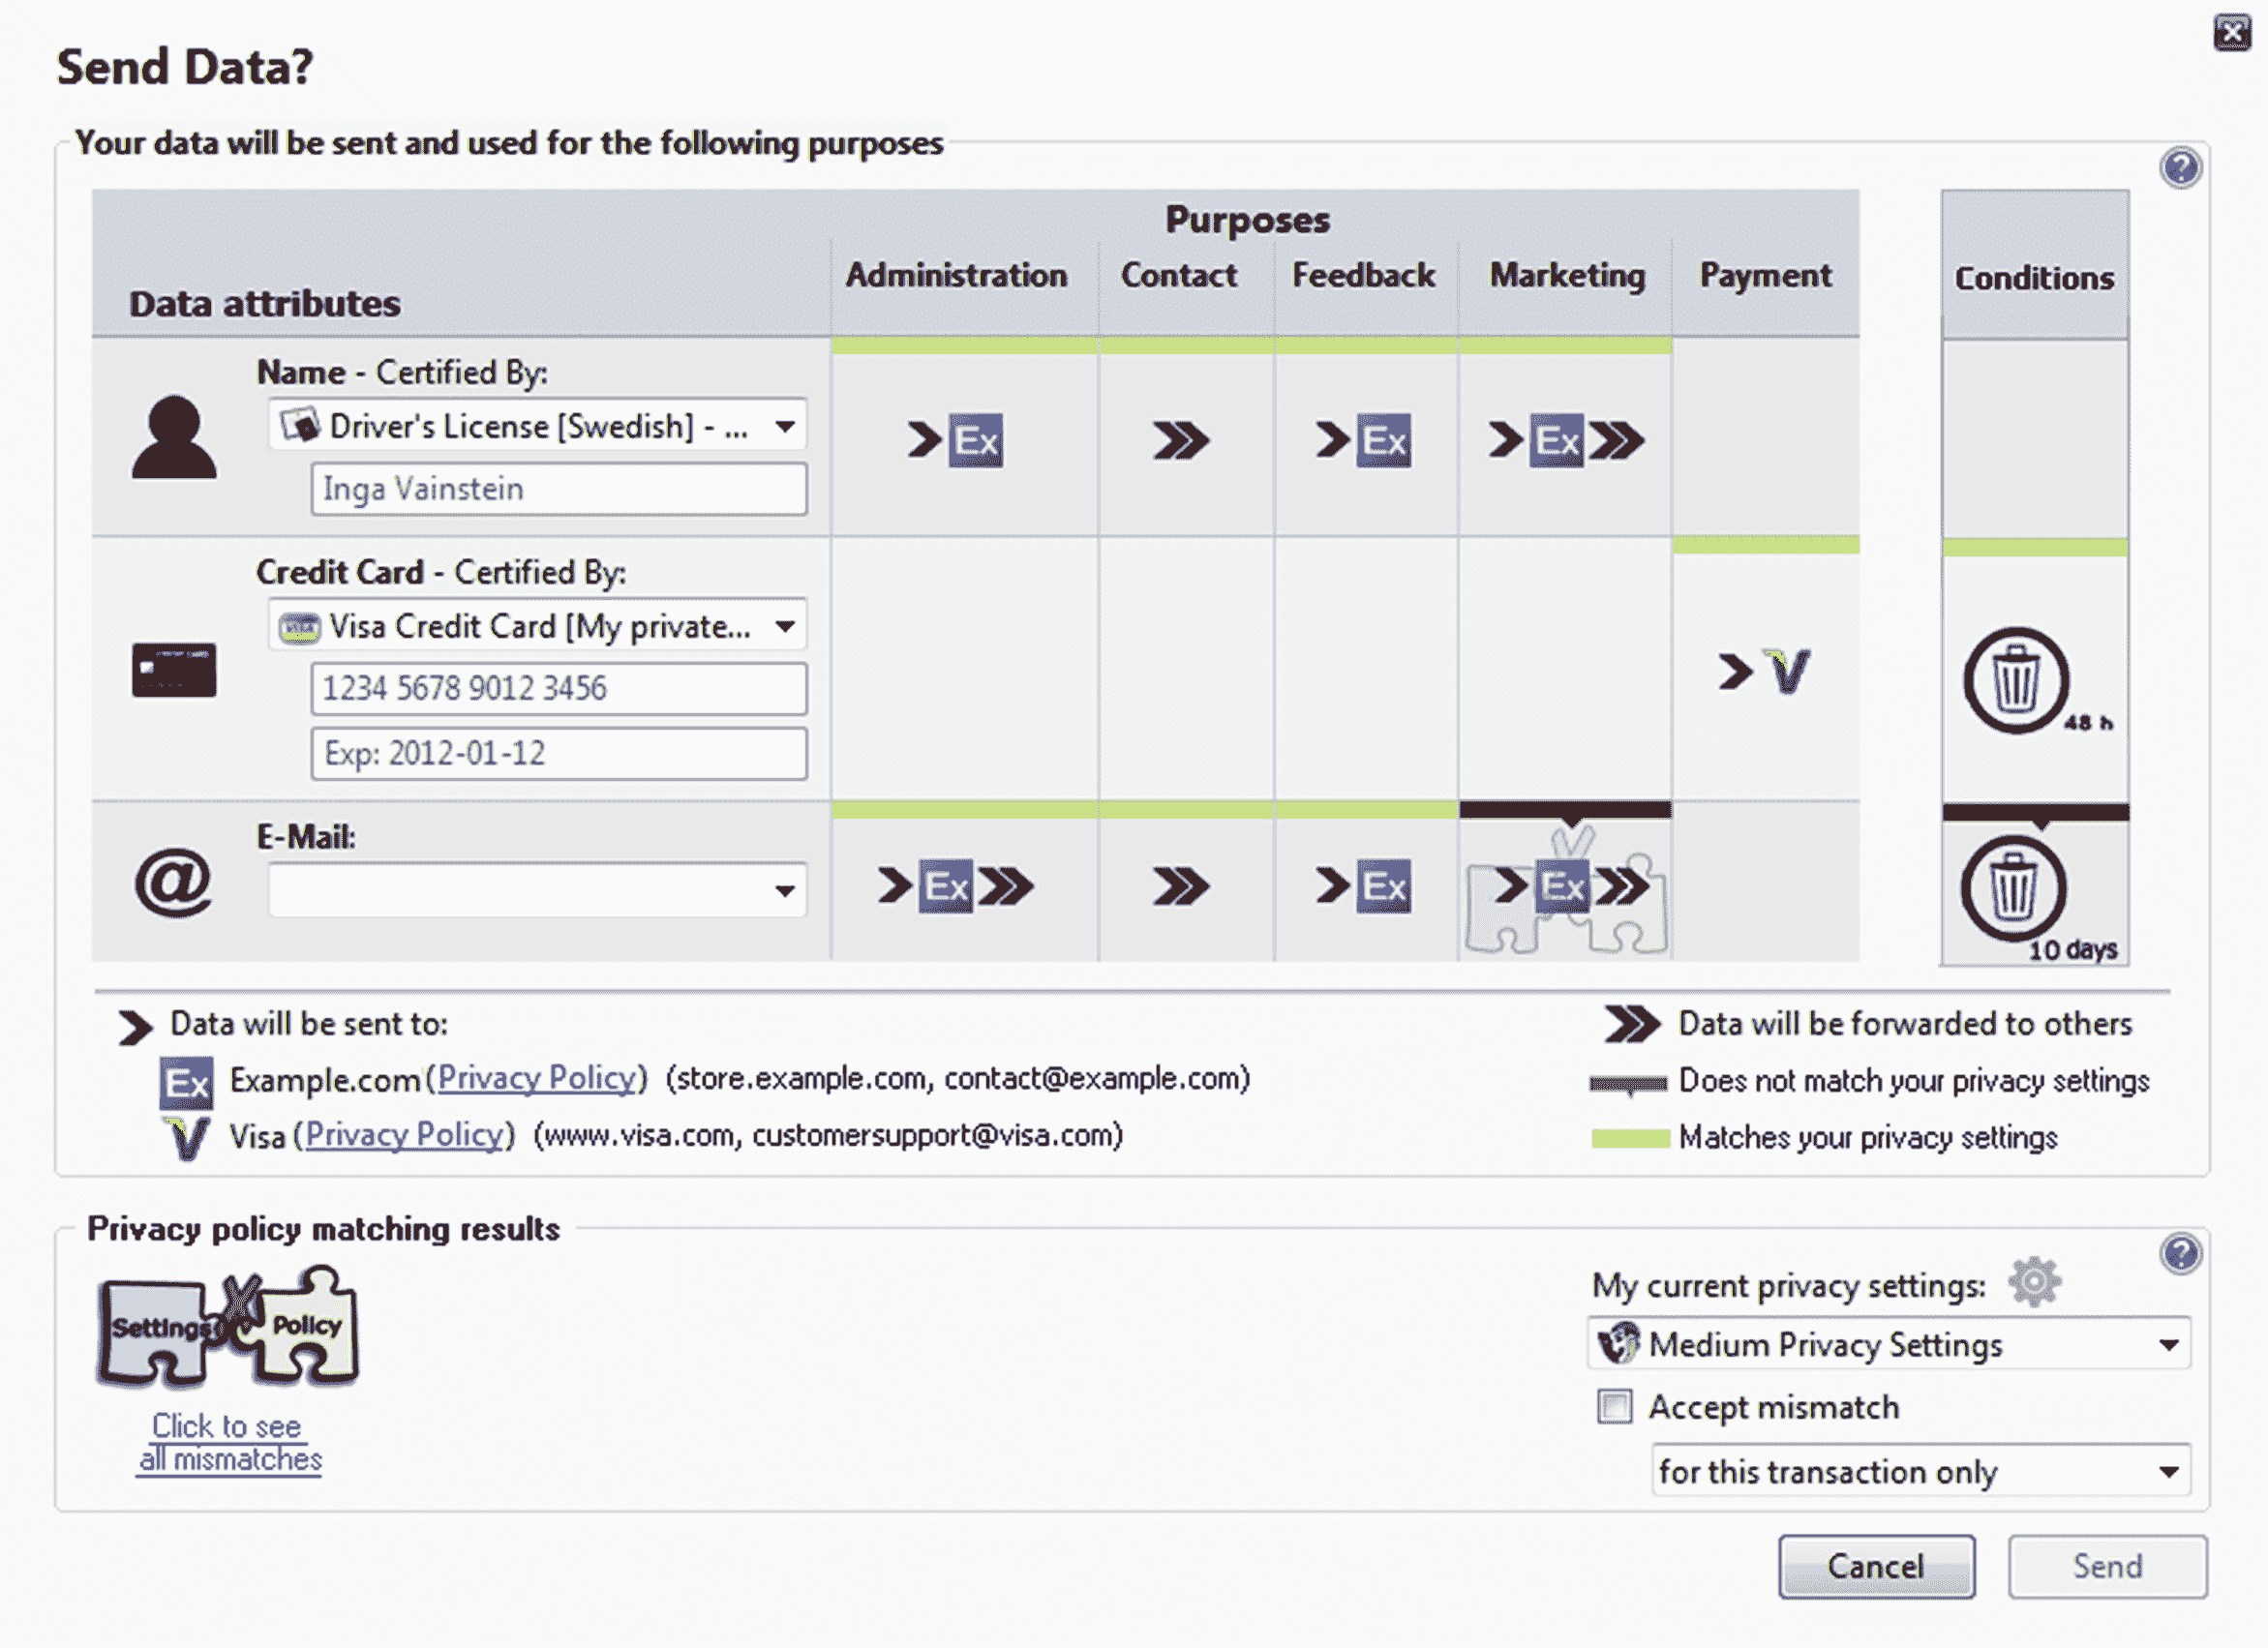 Send Data?
Your data will be sent and used for the following purposes
Purposes
Data attributes
Administration
Contact
Feedback
Marketing
Payment
Conditions
Name - Certified By:
Driver's License [Swedish] - ...
Inga Vainstein
Ex
Ex
Ex
Credit Card - Certified By:
VISA
Visa Credit Card [My private...
1234 5678 9012 3456
Exp: 2012-01-12
V
48 h
E-Mail:
@
Ex
Ex
Ex
10 days
Data will be sent to:
Ex Example.com (Privacy Policy) (store.example.com, contact@example.com)
V Visa (Privacy Policy) (www.visa.com, customersupport@visa.com)
Data will be forwarded to others
Does not match your privacy settings
Matches your privacy settings
Privacy policy matching results
Settings
Policy
Click to see
all mismatches
My current privacy settings:
Medium Privacy Settings
Accept mismatch
for this transaction only
Cancel
Send